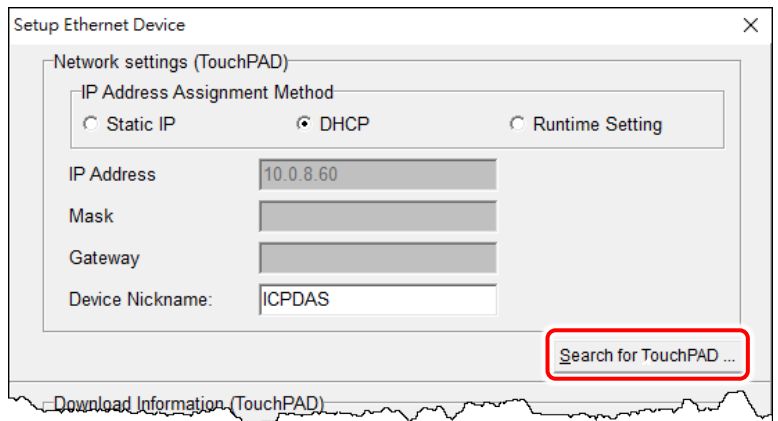 Setup Ethernet Device
Network settings (TouchPAD)
IP Address Assignment Method
Static IP DHCP Runtime Setting
IP Address 10.0.8.60
Mask
Gateway
Device Nickname: ICPDAS
Search for TouchPAD ...
Download Information (TouchPAD)